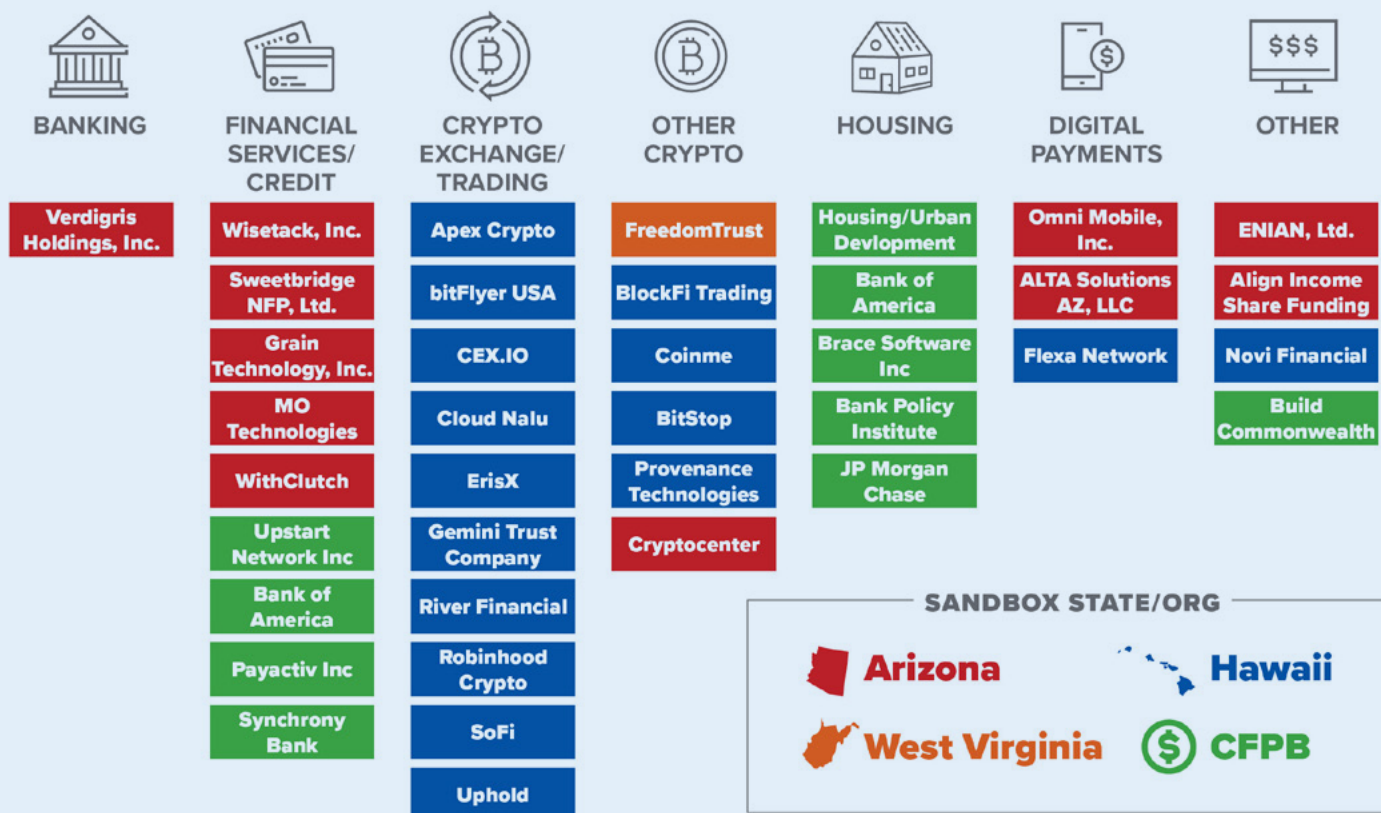 $$$
BANKING
FINANCIAL
SERVICES/
CREDIT
CRYPTO
EXCHANGE/
TRADING
OTHER
CRYPTO
HOUSING
DIGITAL
PAYMENTS
OTHER
Verdigris
Holdings, Inc.
Wisetack, Inc.
Sweetbridge
NFP, Ltd.
Grain
Technology, Inc.
MO
Technologies
WithClutch
Upstart
Network Inc
Bank of
America
Payactiv Inc
Synchrony
Bank
Apex Crypto
bitFlyer USA
CEX.IO
Cloud Nalu
ErisX
Gemini Trust
Company
River Financial
Robinhood
Crypto
SoFi
Uphold
FreedomTrust
BlockFi Trading
Coinme
BitStop
Provenance
Technologies
Cryptocenter
Housing/Urban
Devlopment
Bank of
America
Brace Software
Inc
Bank Policy
Institute
JP Morgan
Chase
Omni Mobile,
Inc.
ALTA Solutions
AZ, LLC
Flexa Network
ENIAN, Ltd.
Align Income
Share Funding
Novi Financial
Build
Commonwealth
SANDBOX STATE/ORG
Arizona
Hawaii
West Virginia
$ CFPB